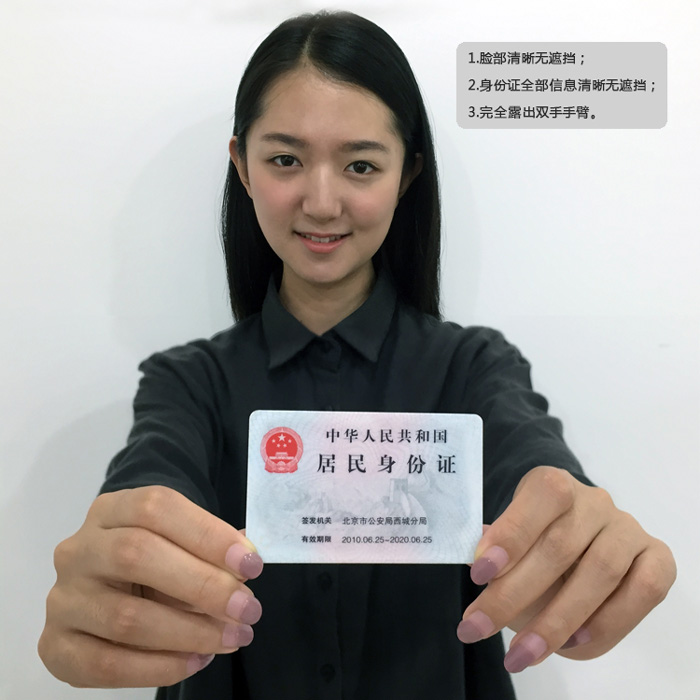 1.脸部清晰无遮挡；
2.身份证全部信息清晰无遮挡；
3.完全露出双手手臂。
中华人民共和国
居民身份证
签发机关 北京市公安局西城分局
有效期限 2010.06.25-2020.06.25